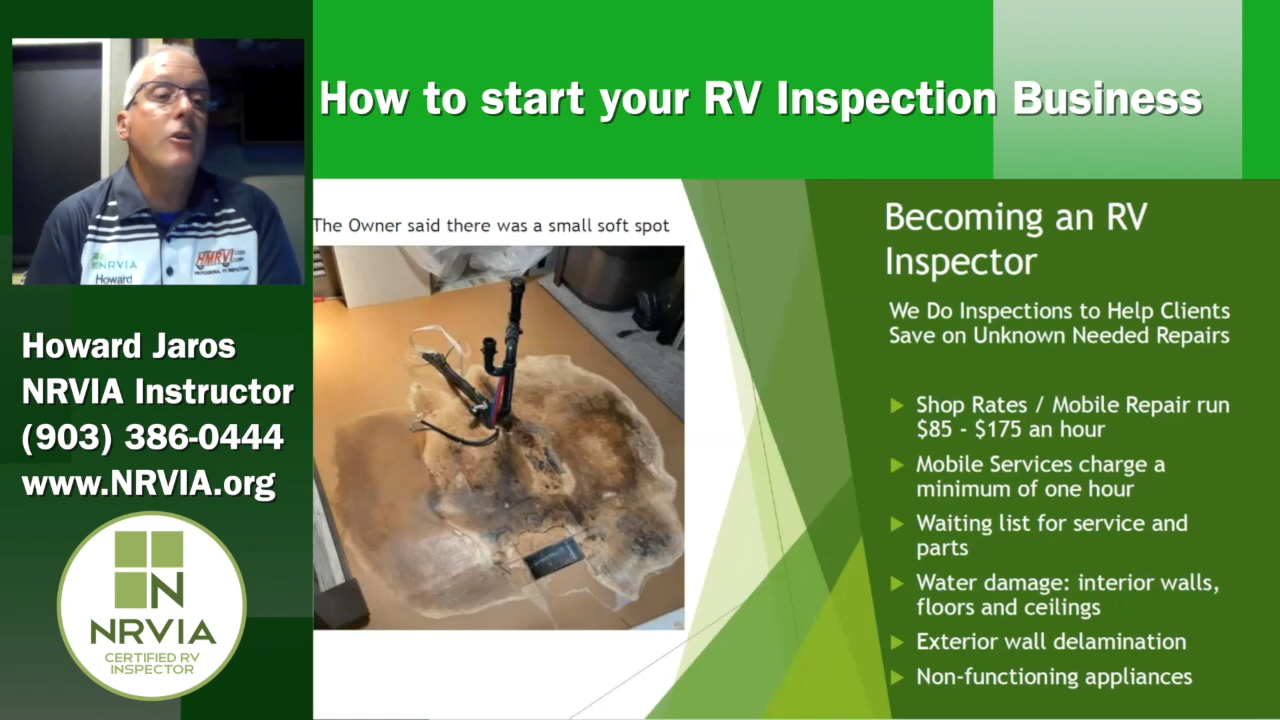 How to start your RV Inspection Business
NRVIA
Howard
HMRVI
PROFESSIONAL RV INSPECTIONS
Howard Jaros
NRVIA Instructor
(903) 386-0444
www.NRVIA.org
N
NRVIA
CERTIFIED RV
INSPECTOR
The Owner said there was a small soft spot
Becoming an RV
Inspector
We Do Inspections to Help Clients
Save on Unknown Needed Repairs
Shop Rates / Mobile Repair run
$85 - $175 an hour
Mobile Services charge a
minimum of one hour
Waiting list for service and
parts
Water damage: interior walls,
floors and ceilings
Exterior wall delamination
Non-functioning appliances